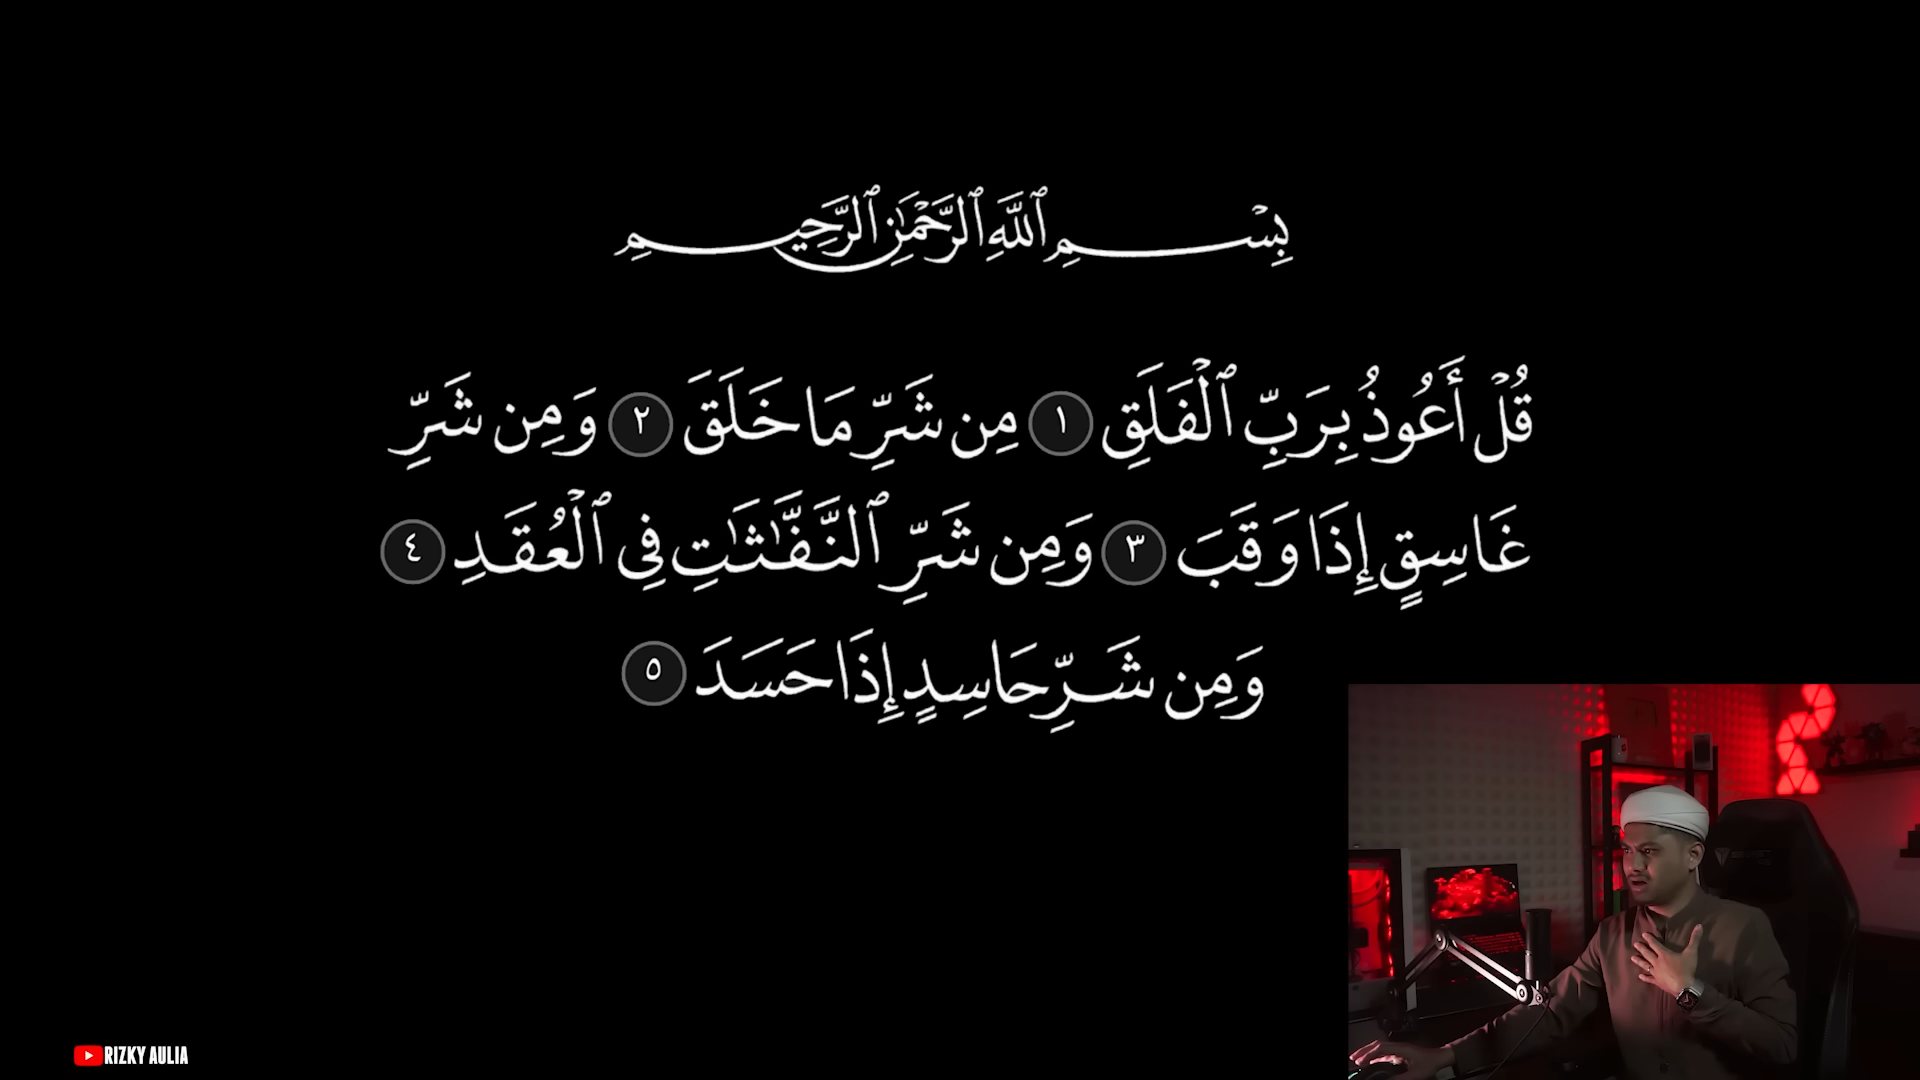 بِسْمِ ٱللَّهِ ٱلرَّحْمَٰنِ ٱلرَّحِيمِ
قُلْ أَعُوذُ بِرَبِّ ٱلْفَلَقِ ١ مِن شَرِّ مَا خَلَقَ ٢ وَمِن شَرِّ
غَاسِقٍ إِذَا وَقَبَ ٣ وَمِن شَرِّ ٱلنَّفَّٰثَٰتِ فِى ٱلْعُقَدِ ٤
وَمِن شَرِّ حَاسِدٍ إِذَا حَسَدَ ٥
RIZKY AULIA